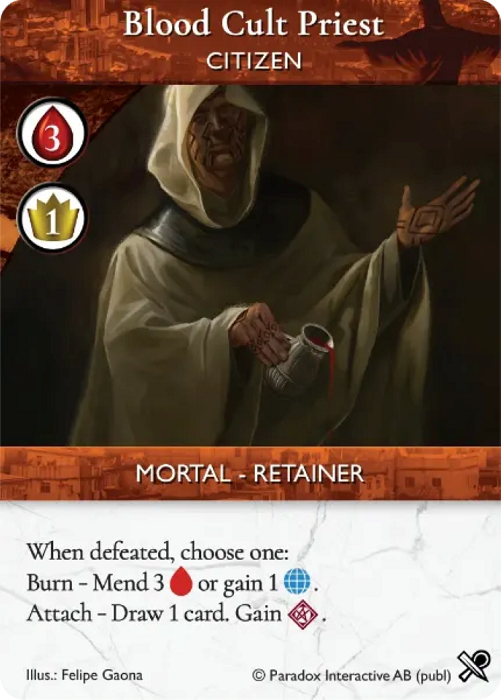 Blood Cult Priest
CITIZEN
3
1
MORTAL - RETAINER
When defeated, choose one:
Burn - Mend 3 or gain 1 .
Attach - Draw 1 card. Gain .
Illus.: Felipe Gaona
© Paradox Interactive AB (publ)